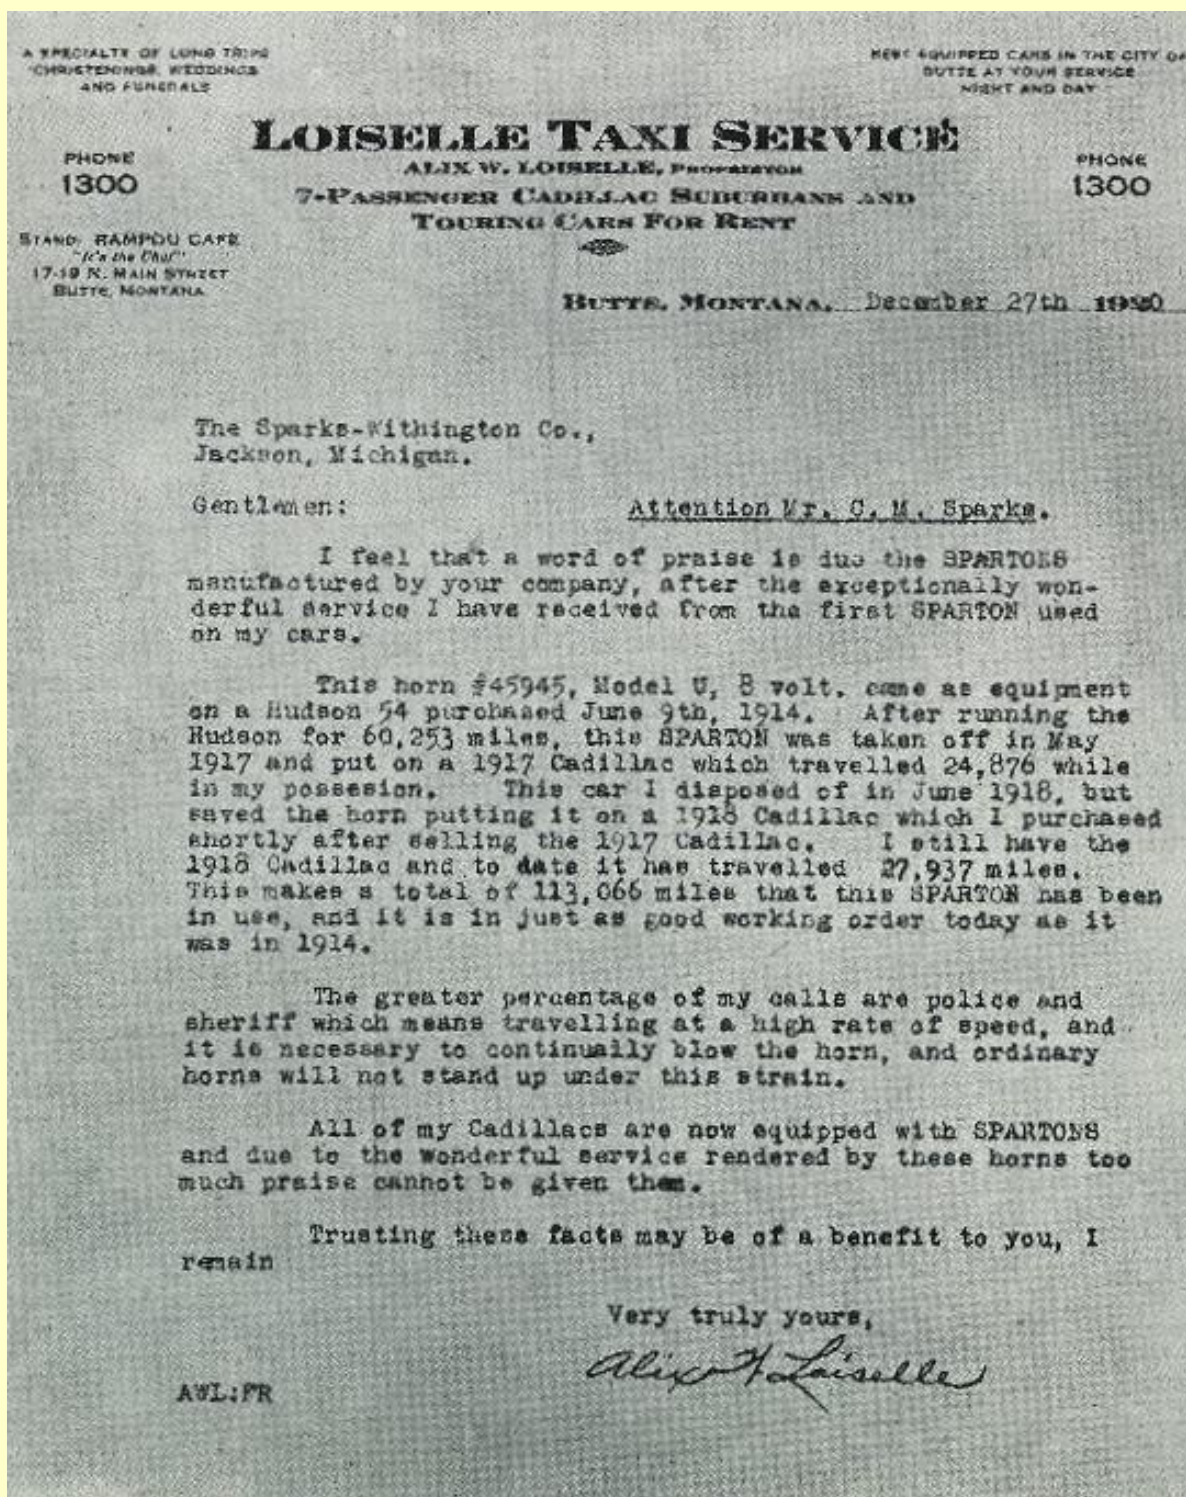 A SPECIALTY OF LONG TRIPS
CHRISTENINGS, WEDDINGS
AND FUNERALS
BEST EQUIPPED CARS IN THE CITY OF
BUTTE AT YOUR SERVICE
NIGHT AND DAY
LOISELLE TAXI SERVICE
ALIX W. LOISELLE, PROPRIETOR
7-PASSENGER CADILLAC SUBURBANS AND
TOURING CARS FOR RENT
PHONE
1300
PHONE
1300
STAND: RAMPOU CAFE
"It's the Chef"
17-19 N. MAIN STREET
BUTTE, MONTANA
BUTTE, MONTANA, December 27th 1920
The Sparks-Withington Co.,
Jackson, Michigan.
Gentlemen: Attention Mr. C. M. Sparks.
I feel that a word of praise is due the SPARTONS
manufactured by your company, after the exceptionally won-
derful service I have received from the first SPARTON used
on my cars.
This horn #45945, Model U, 8 volt. came as equipment
on a Hudson 54 purchased June 9th, 1914. After running the
Hudson for 60,253 miles, this SPARTON was taken off in May
1917 and put on a 1917 Cadillac which travelled 24,876 while
in my possesion. This car I disposed of in June 1918, but
saved the horn putting it on a 1918 Cadillac which I purchased
shortly after selling the 1917 Cadillac. I still have the
1918 Cadillac and to date it has travelled 27,937 miles.
This makes a total of 113,066 miles that this SPARTON has been
in use, and it is in just as good working order today as it
was in 1914.
The greater percentage of my calls are police and
sheriff which means travelling at a high rate of speed, and
it is necessary to continually blow the horn, and ordinary
horns will not stand up under this strain.
All of my Cadillacs are now equipped with SPARTONS
and due to the wonderful service rendered by these horns too
much praise cannot be given them.
Trusting these facts may be of a benefit to you, I
remain
Very truly yours,
Alix W Loiselle
AWL:FR